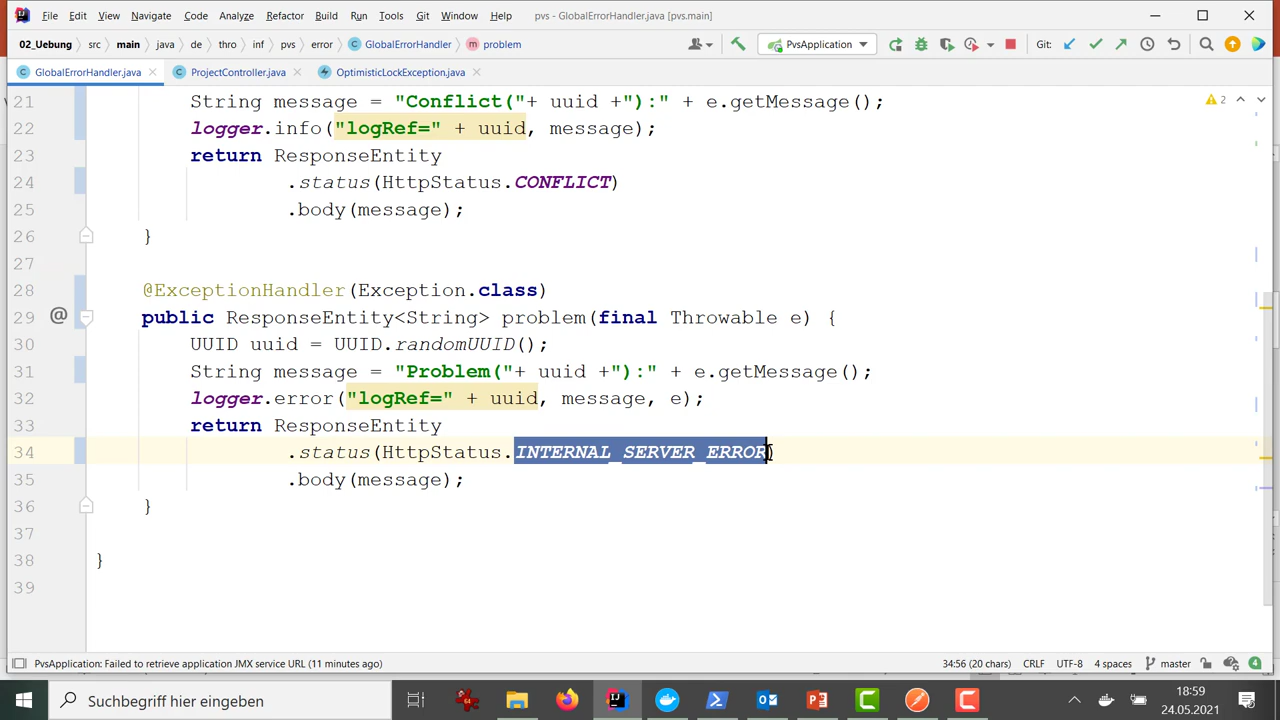 File Edit View Navigate Code Analyze Refactor Build Run Tools Git Window Help pvs - GlobalErrorHandler.java [pvs.main]
02_Uebung src main java de thro inf pvs error GlobalErrorHandler problem PvsApplication Git:
GlobalErrorHandler.java ProjectController.java OptimisticLockException.java
21 String message = "Conflict("+ uuid +"):" + e.getMessage(); 2
22 logger.info("logRef=" + uuid, message);
23 return ResponseEntity
24 .status(HttpStatus.CONFLICT)
25 .body(message);
26 }
27
28 @ExceptionHandler(Exception.class)
29 @ public ResponseEntity<String> problem(final Throwable e) {
30 UUID uuid = UUID.randomUUID();
31 String message = "Problem("+ uuid +"):" + e.getMessage();
32 logger.error("logRef=" + uuid, message, e);
33 return ResponseEntity
34 .status(HttpStatus.INTERNAL_SERVER_ERROR)
35 .body(message);
36 }
37
38 }
39
PvsApplication: Failed to retrieve application JMX service URL (11 minutes ago) 34:56 (20 chars) CRLF UTF-8 4 spaces master 4
Suchbegriff hier eingeben 18:59
24.05.2021